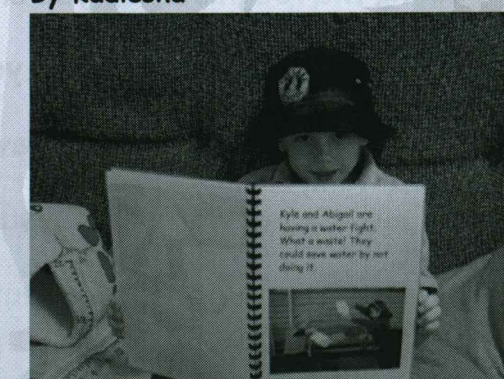 Kyle and Abigail are
having a water fight.
What a waste! They
could save water by not
doing it.